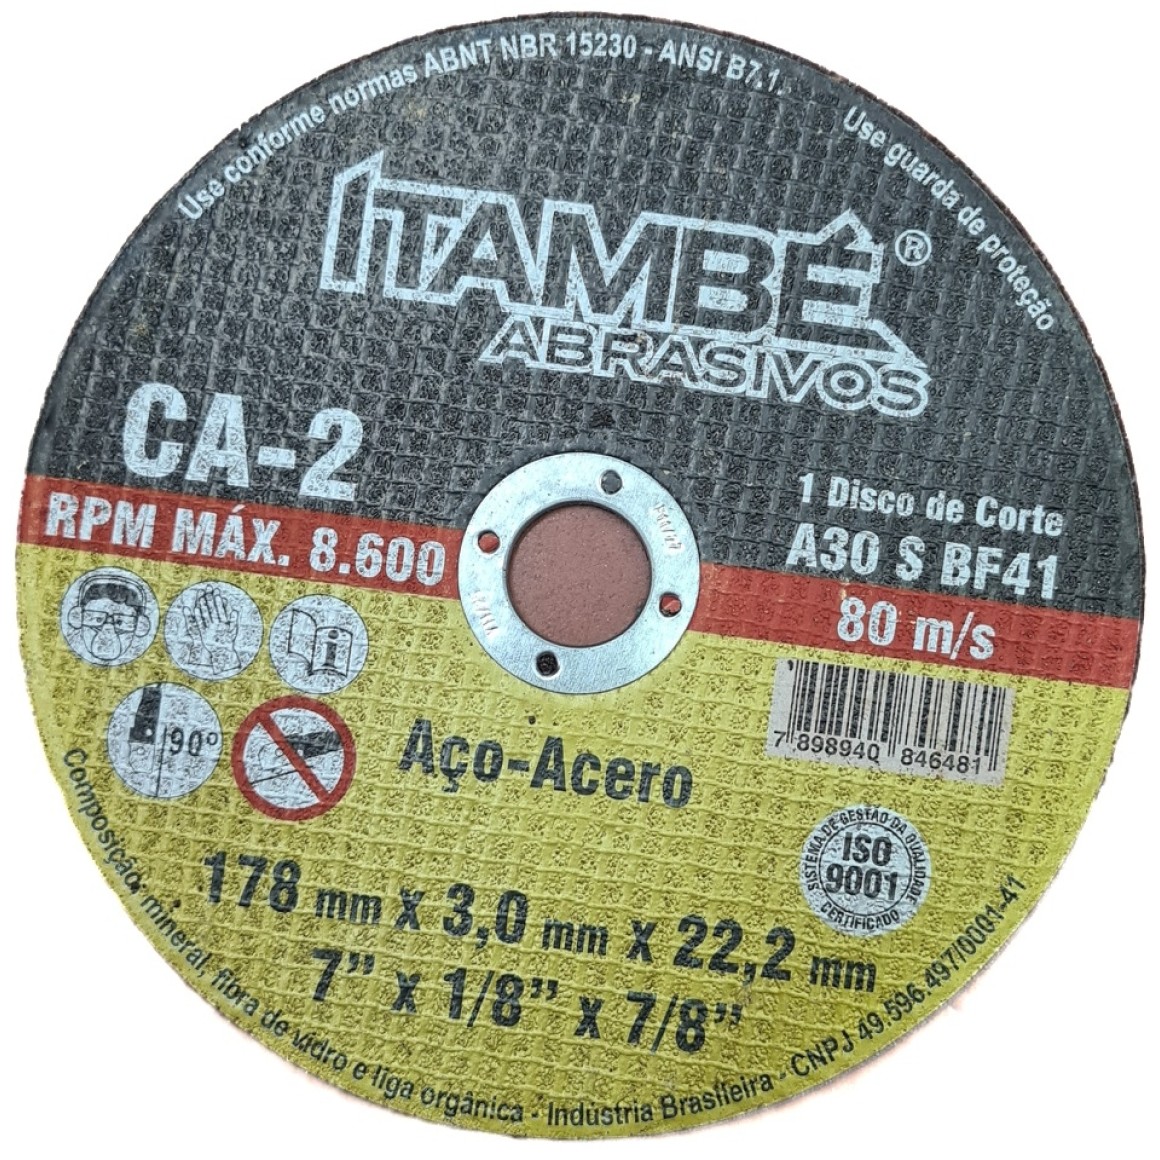 Use conforme normas ABNT NBR 15230 - ANSI B7.1.
Use guarda de proteção
ITAMBÉ®
ABRASIVOS
CA-2
1 Disco de Corte
A30 S BF41
RPM MÁX. 8.600
80 m/s
90º
7 898940 846481
Aço-Acero
SISTEMA DE GESTÃO DA QUALIDADE
ISO
9001
CERTIFICADO
178 mm x 3,0 mm x 22,2 mm
7" x 1/8" x 7/8"
Composição: mineral, fibra de vidro e liga orgânica - Indústria Brasileira - CNPJ 49.596.497/0001-41